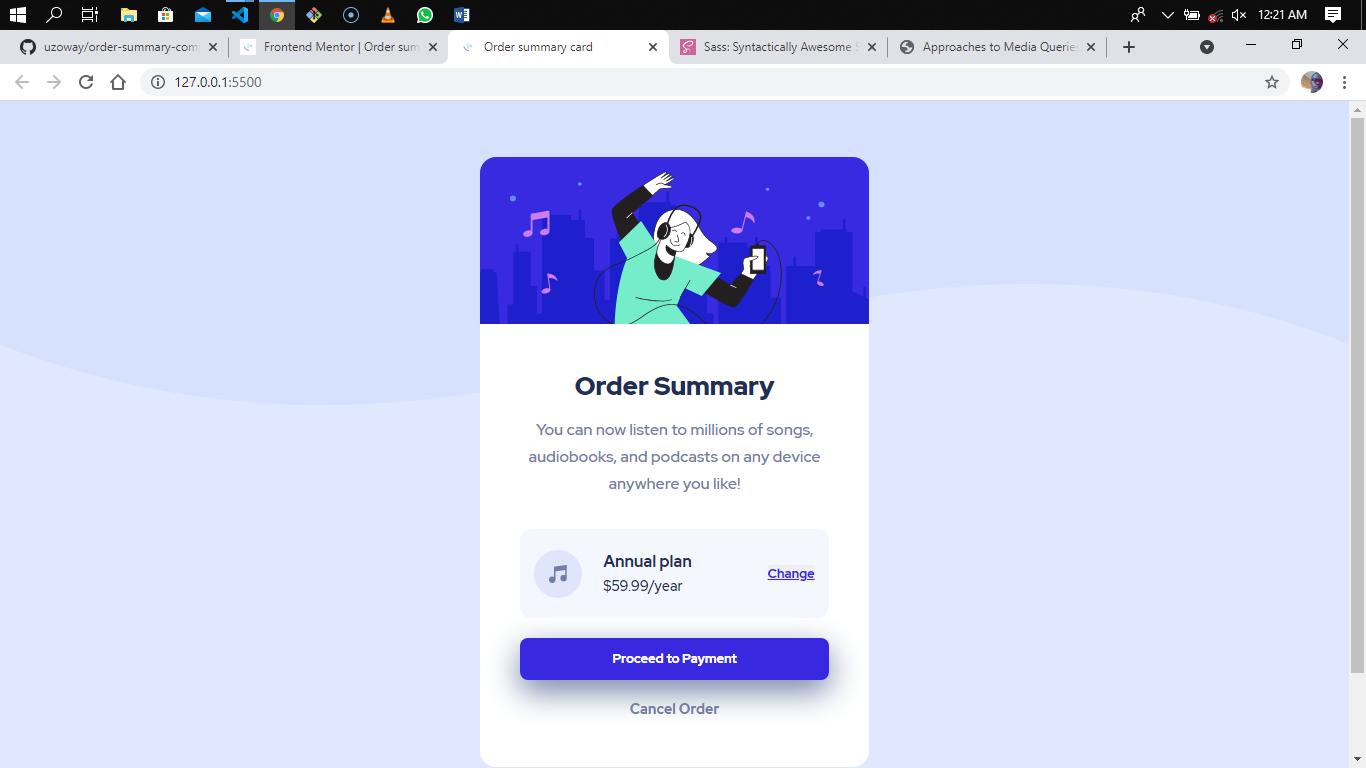 12:21 AM
uzoway/order-summary-com
Frontend Mentor | Order sum
Order summary card
Sass: Syntactically Awesome S
Approaches to Media Querie
127.0.0.1:5500
Order Summary
You can now listen to millions of songs,
audiobooks, and podcasts on any device
anywhere you like!
Annual plan
$59.99/year
Change
Proceed to Payment
Cancel Order